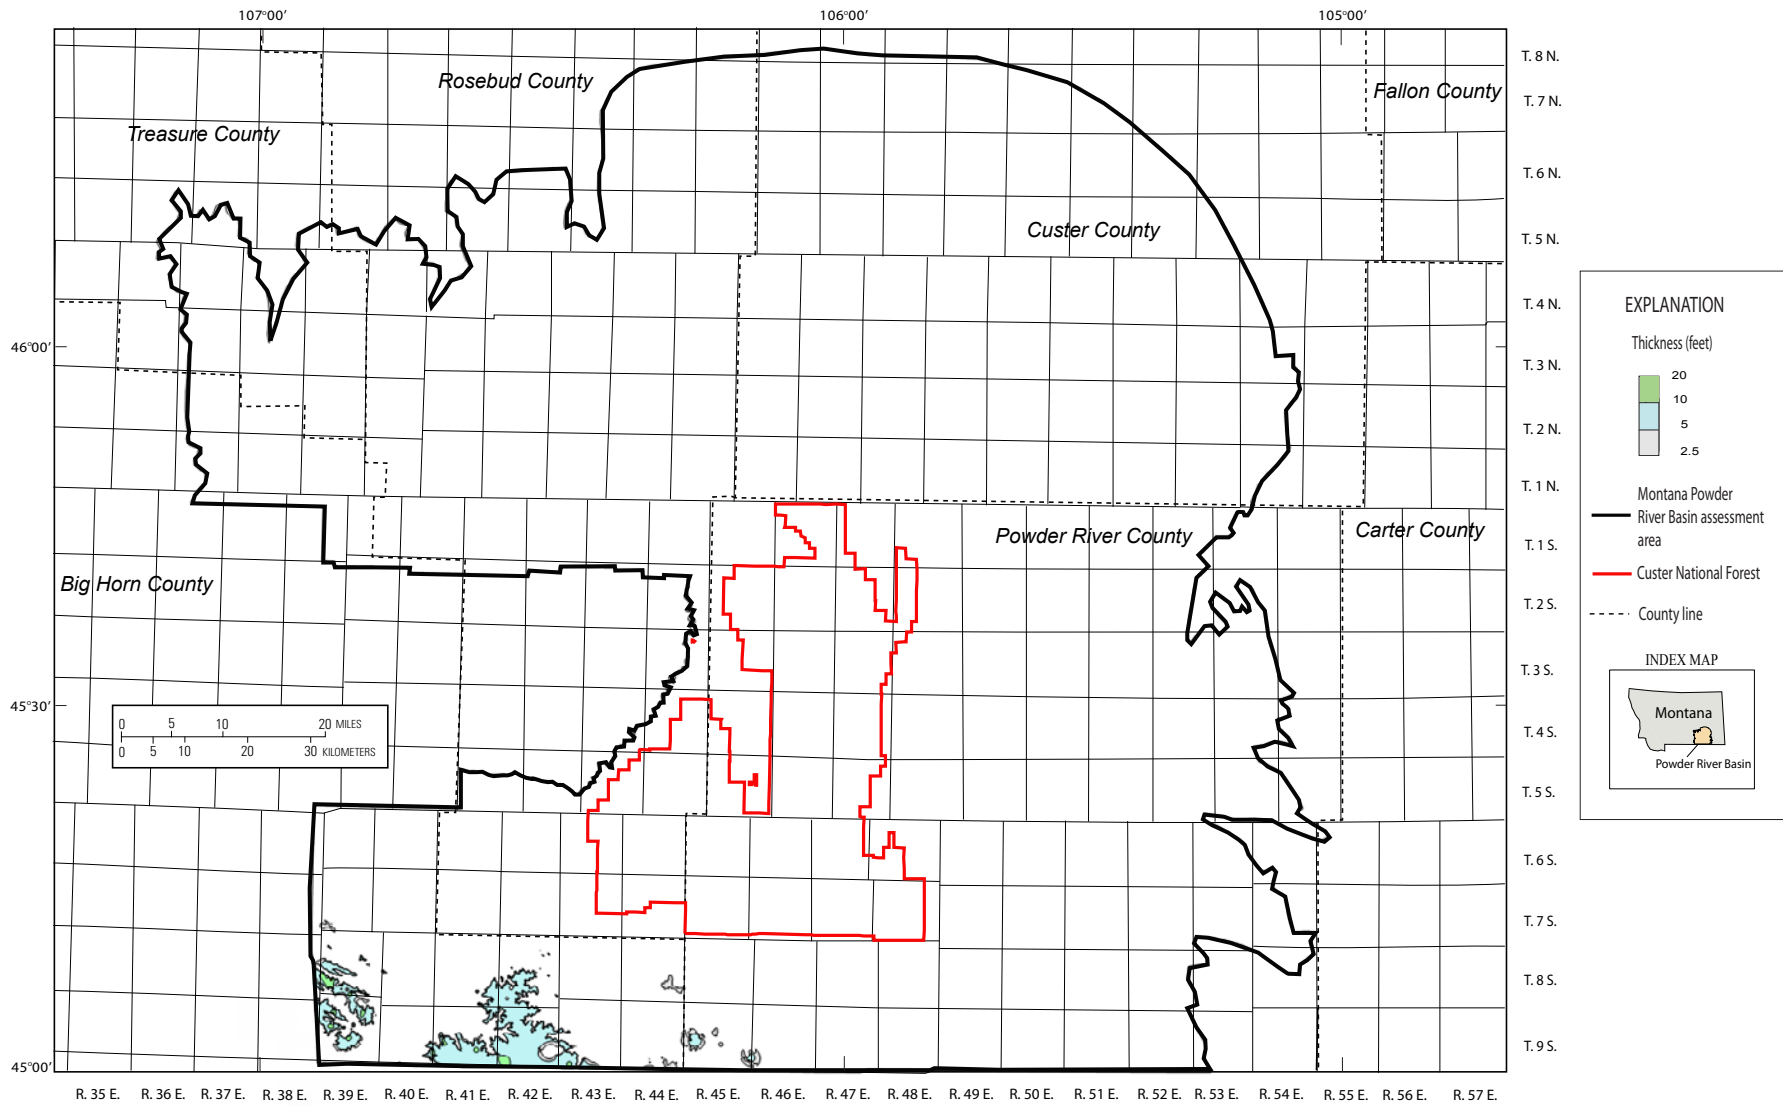 107°00′
106°00′
105°00′
Rosebud County
Fallon County
Treasure County
Custer County
Powder River County
Carter County
Big Horn County
46°00′
45°30′
45°00′
T. 8 N.
T. 7 N.
T. 6 N.
T. 5 N.
T. 4 N.
T. 3 N.
T. 2 N.
T. 1 N.
T. 1 S.
T. 2 S.
T. 3 S.
T. 4 S.
T. 5 S.
T. 6 S.
T. 7 S.
T. 8 S.
T. 9 S.
0 5 10 20 MILES
0 5 10 20 30 KILOMETERS
R. 35 E. R. 36 E. R. 37 E. R. 38 E. R. 39 E. R. 40 E. R. 41 E. R. 42 E. R. 43 E. R. 44 E. R. 45 E. R. 46 E. R. 47 E. R. 48 E. R. 49 E. R. 50 E. R. 51 E. R. 52 E. R. 53 E. R. 54 E. R. 55 E. R. 56 E. R. 57 E.
EXPLANATION
Thickness (feet)
20
10
5
2.5
Montana Powder
River Basin assessment
area
Custer National Forest
County line
INDEX MAP
Montana
Powder River Basin